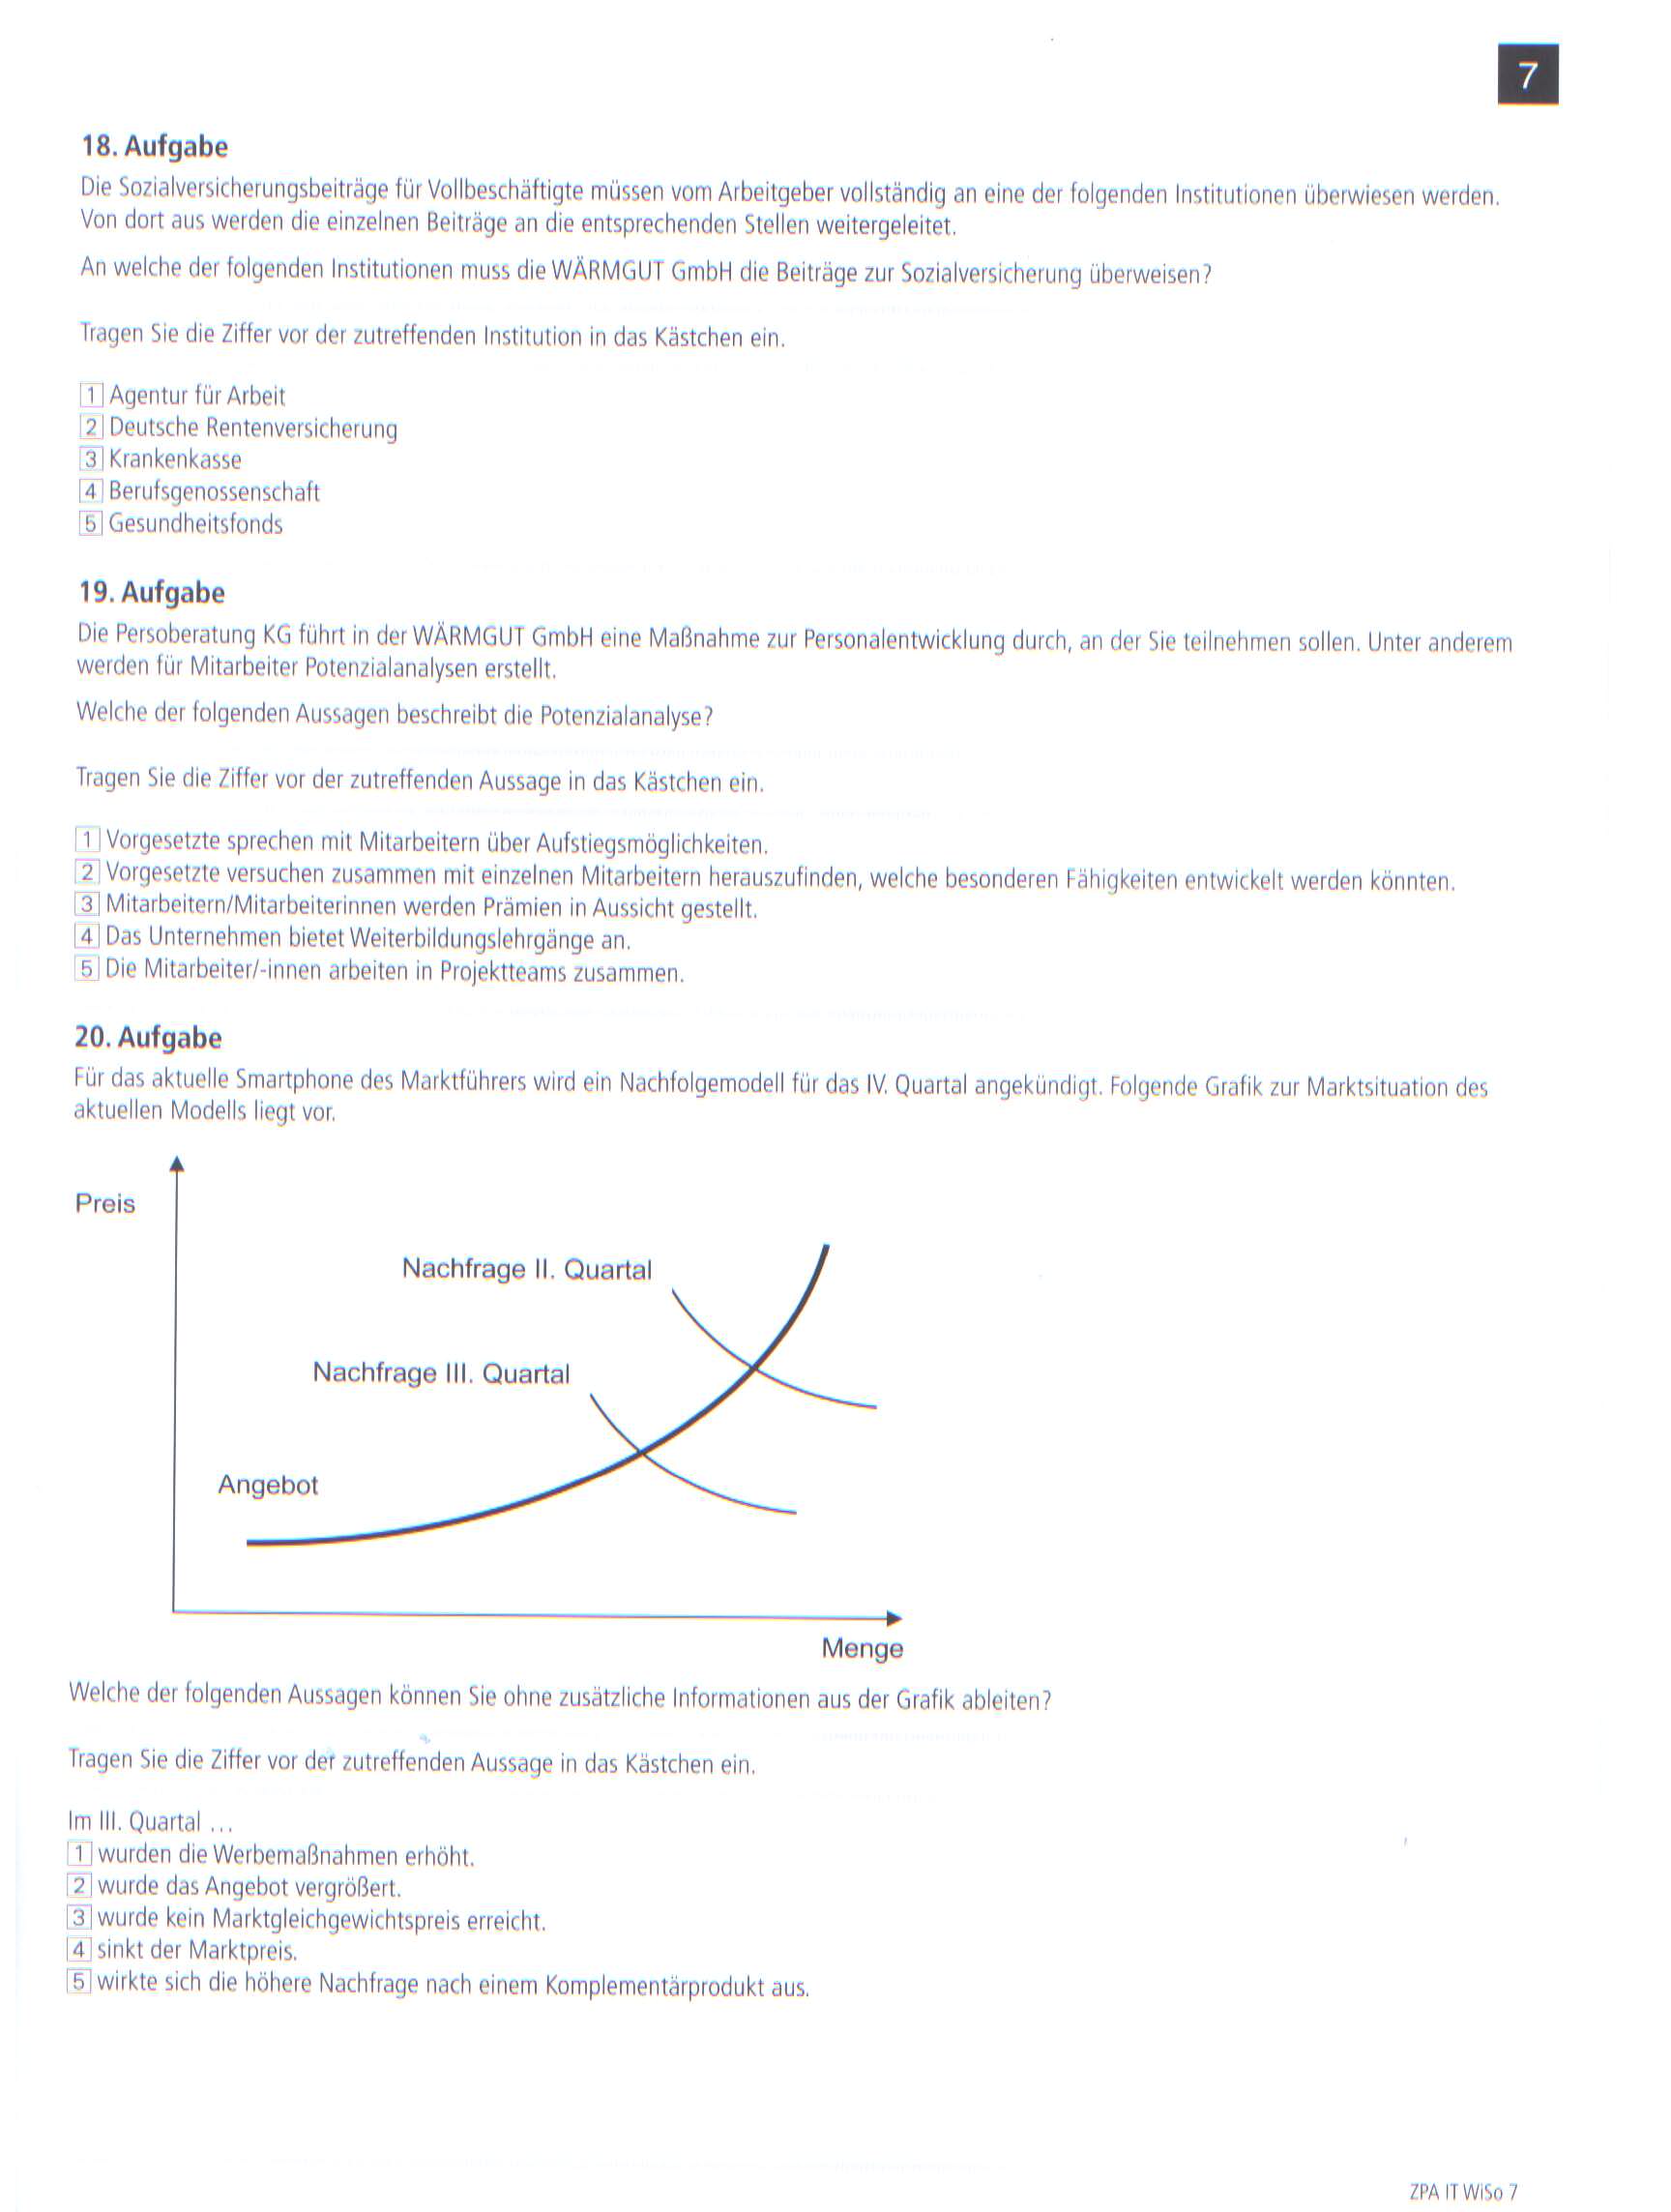 7
18. Aufgabe
Die Sozialversicherungsbeiträge für Vollbeschäftigte müssen vom Arbeitgeber vollständig an eine der folgenden Institutionen überwiesen werden.
Von dort aus werden die einzelnen Beiträge an die entsprechenden Stellen weitergeleitet.
An welche der folgenden Institutionen muss die WÄRMGUT GmbH die Beiträge zur Sozialversicherung überweisen?
Tragen Sie die Ziffer vor der zutreffenden Institution in das Kästchen ein.
1 Agentur für Arbeit
2 Deutsche Rentenversicherung
3 Krankenkasse
4 Berufsgenossenschaft
5 Gesundheitsfonds
19. Aufgabe
Die Persoberatung KG führt in der WÄRMGUT GmbH eine Maßnahme zur Personalentwicklung durch, an der Sie teilnehmen sollen. Unter anderem
werden für Mitarbeiter Potenzialanalysen erstellt.
Welche der folgenden Aussagen beschreibt die Potenzialanalyse?
Tragen Sie die Ziffer vor der zutreffenden Aussage in das Kästchen ein.
1 Vorgesetzte sprechen mit Mitarbeitern über Aufstiegsmöglichkeiten.
2 Vorgesetzte versuchen zusammen mit einzelnen Mitarbeitern herauszufinden, welche besonderen Fähigkeiten entwickelt werden könnten.
3 Mitarbeitern/Mitarbeiterinnen werden Prämien in Aussicht gestellt.
4 Das Unternehmen bietet Weiterbildungslehrgänge an.
5 Die Mitarbeiter/-innen arbeiten in Projektteams zusammen.
20. Aufgabe
Für das aktuelle Smartphone des Marktführers wird ein Nachfolgemodell für das IV. Quartal angekündigt. Folgende Grafik zur Marktsituation des
aktuellen Modells liegt vor.
Preis
Nachfrage II. Quartal
Nachfrage III. Quartal
Angebot
Menge
Welche der folgenden Aussagen können Sie ohne zusätzliche Informationen aus der Grafik ableiten?
Tragen Sie die Ziffer vor der zutreffenden Aussage in das Kästchen ein.
Im III. Quartal ...
1 wurden die Werbemaßnahmen erhöht.
2 wurde das Angebot vergrößert.
3 wurde kein Marktgleichgewichtspreis erreicht.
4 sinkt der Marktpreis.
5 wirkte sich die höhere Nachfrage nach einem Komplementärprodukt aus.
ZPA IT WiSo 7